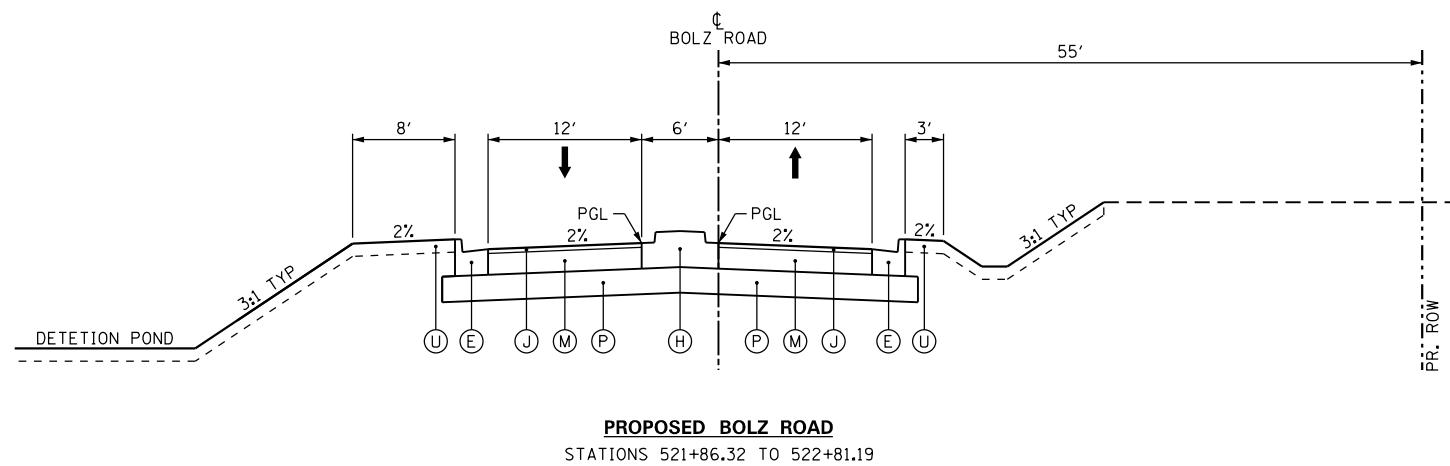 ℄
BOLZ ROAD
55'
8'
12'
6'
12'
3'
PGL
PGL
2%
2%
2%
2%
3:1 TYP
3:1 TYP
DETETION POND
U
E
J
M
P
H
P
M
J
E
U
PR. ROW
PROPOSED BOLZ ROAD
STATIONS 521+86.32 TO 522+81.19